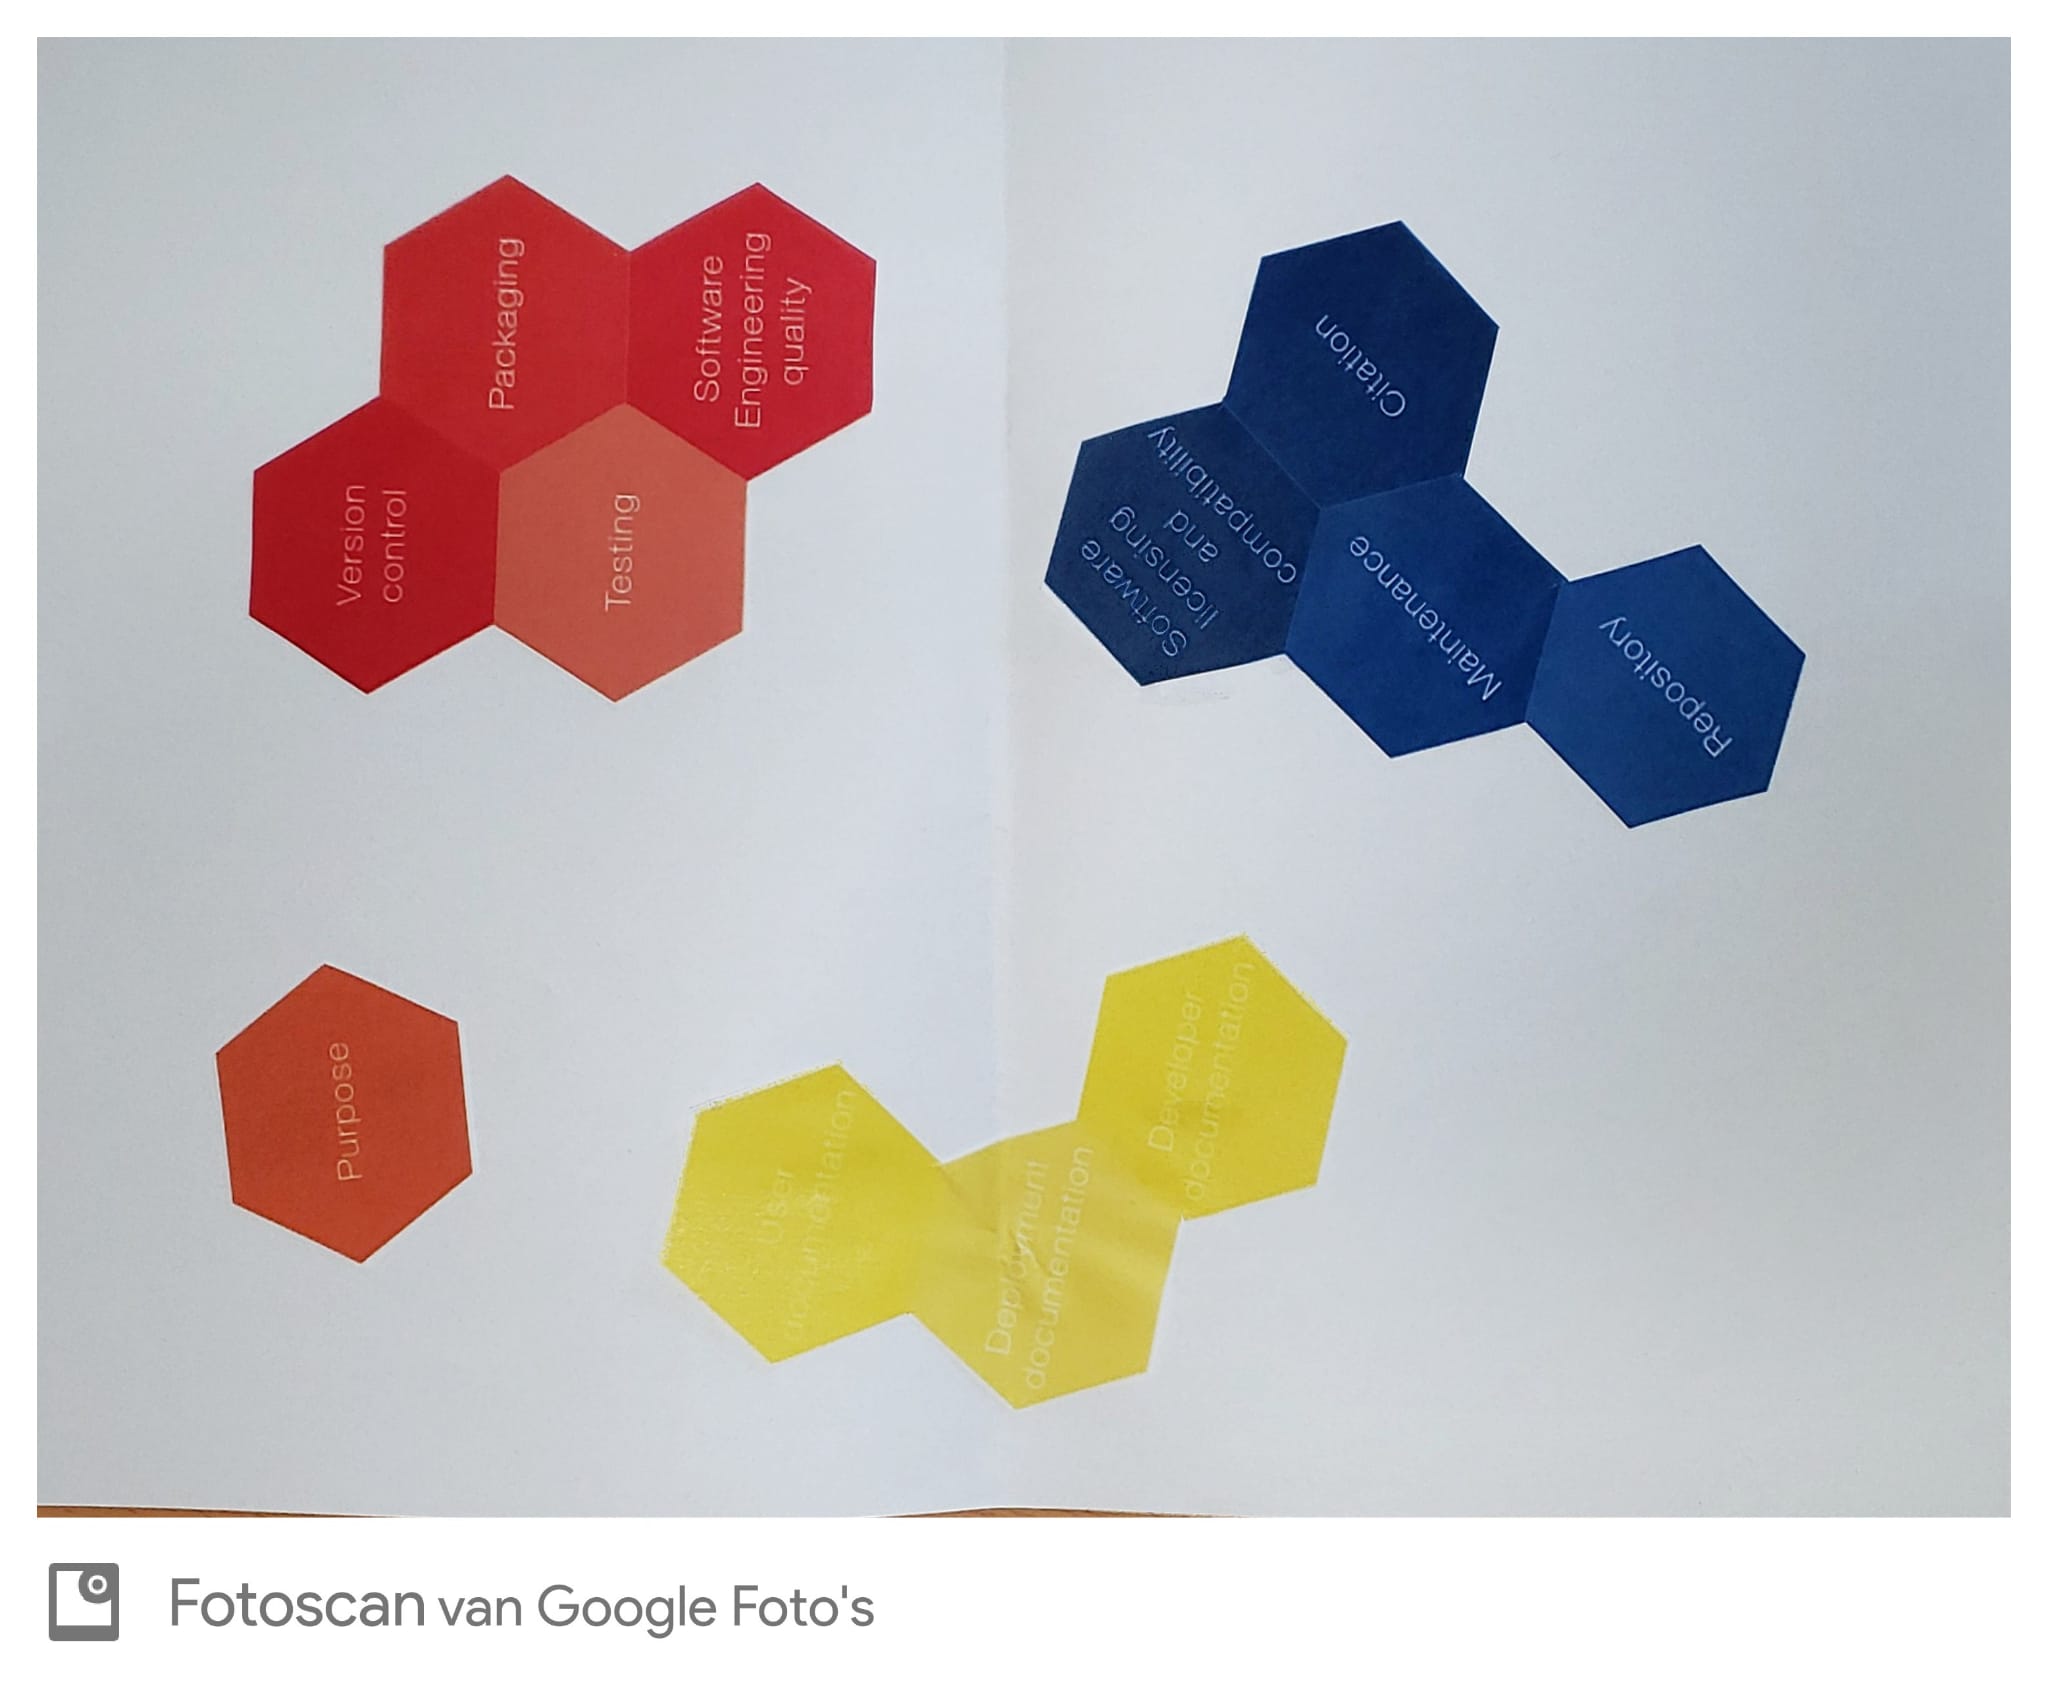 Packaging
Software
Engineering
quality
Version
control
Testing
Citation
Software
licensing
and
compatibility
Maintenance
Repository
Purpose
User
documentation
Deployment
documentation
Developer
documentation
Fotoscan van Google Foto's